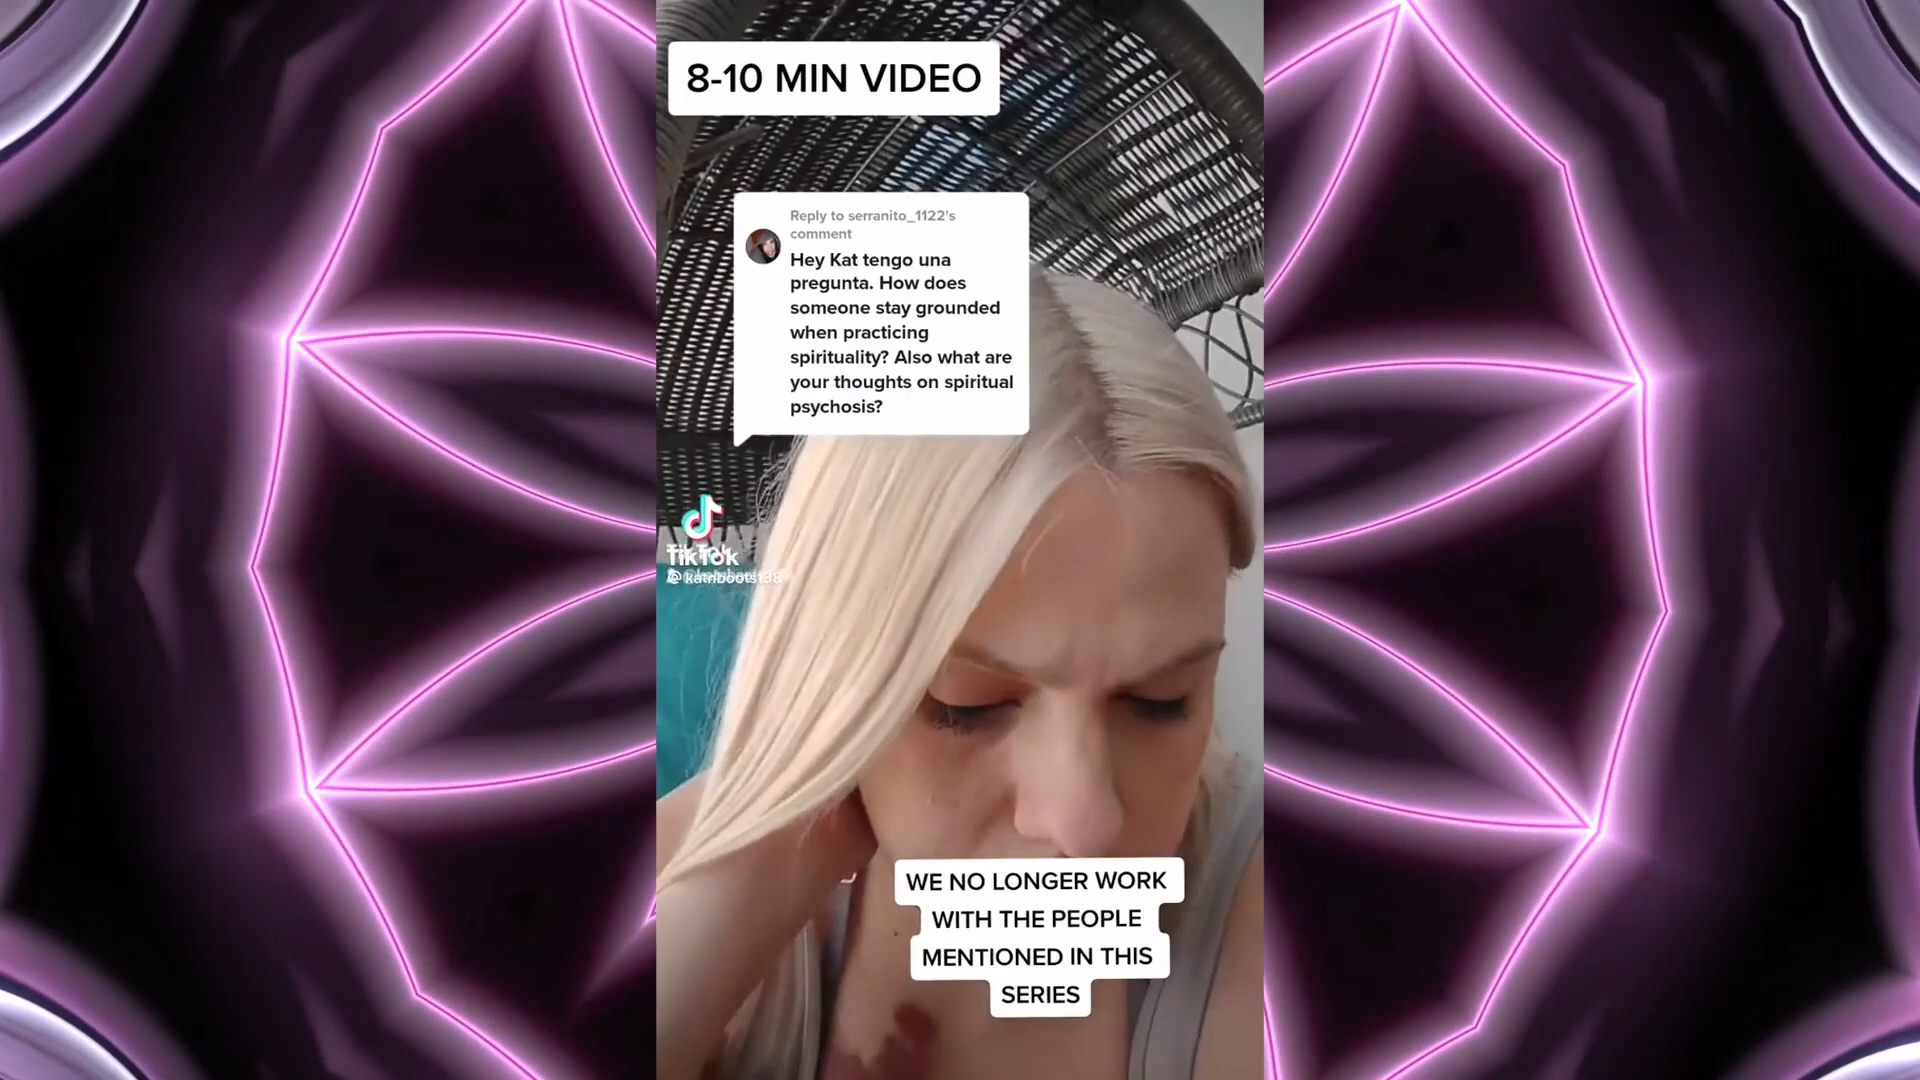 8-10 MIN VIDEO
Reply to serranito_1122's
comment
Hey Kat tengo una
pregunta. How does
someone stay grounded
when practicing
spirituality? Also what are
your thoughts on spiritual
psychosis?
TikTok
WE NO LONGER WORK
WITH THE PEOPLE
MENTIONED IN THIS
SERIES